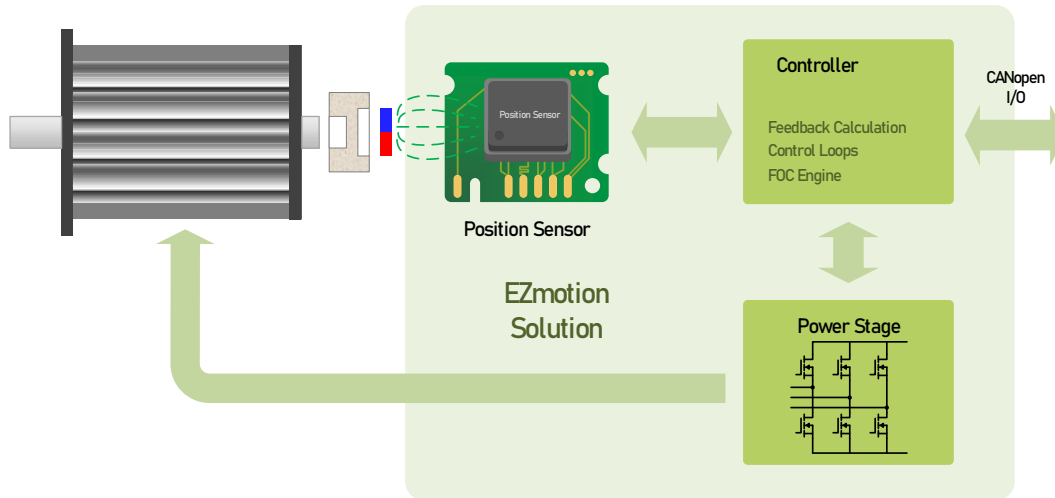 Controller
CANopen
I/O
Position Sensor
Feedback Calculation
Control Loops
FOC Engine
Position Sensor
EZmotion
Solution
Power Stage